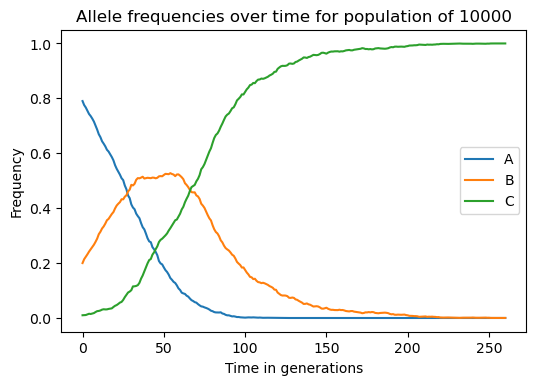 Allele frequencies over time for population of 10000
1.0
0.8
0.6
0.4
0.2
0.0
Frequency
A
B
C
0
50
100
150
200
250
Time in generations